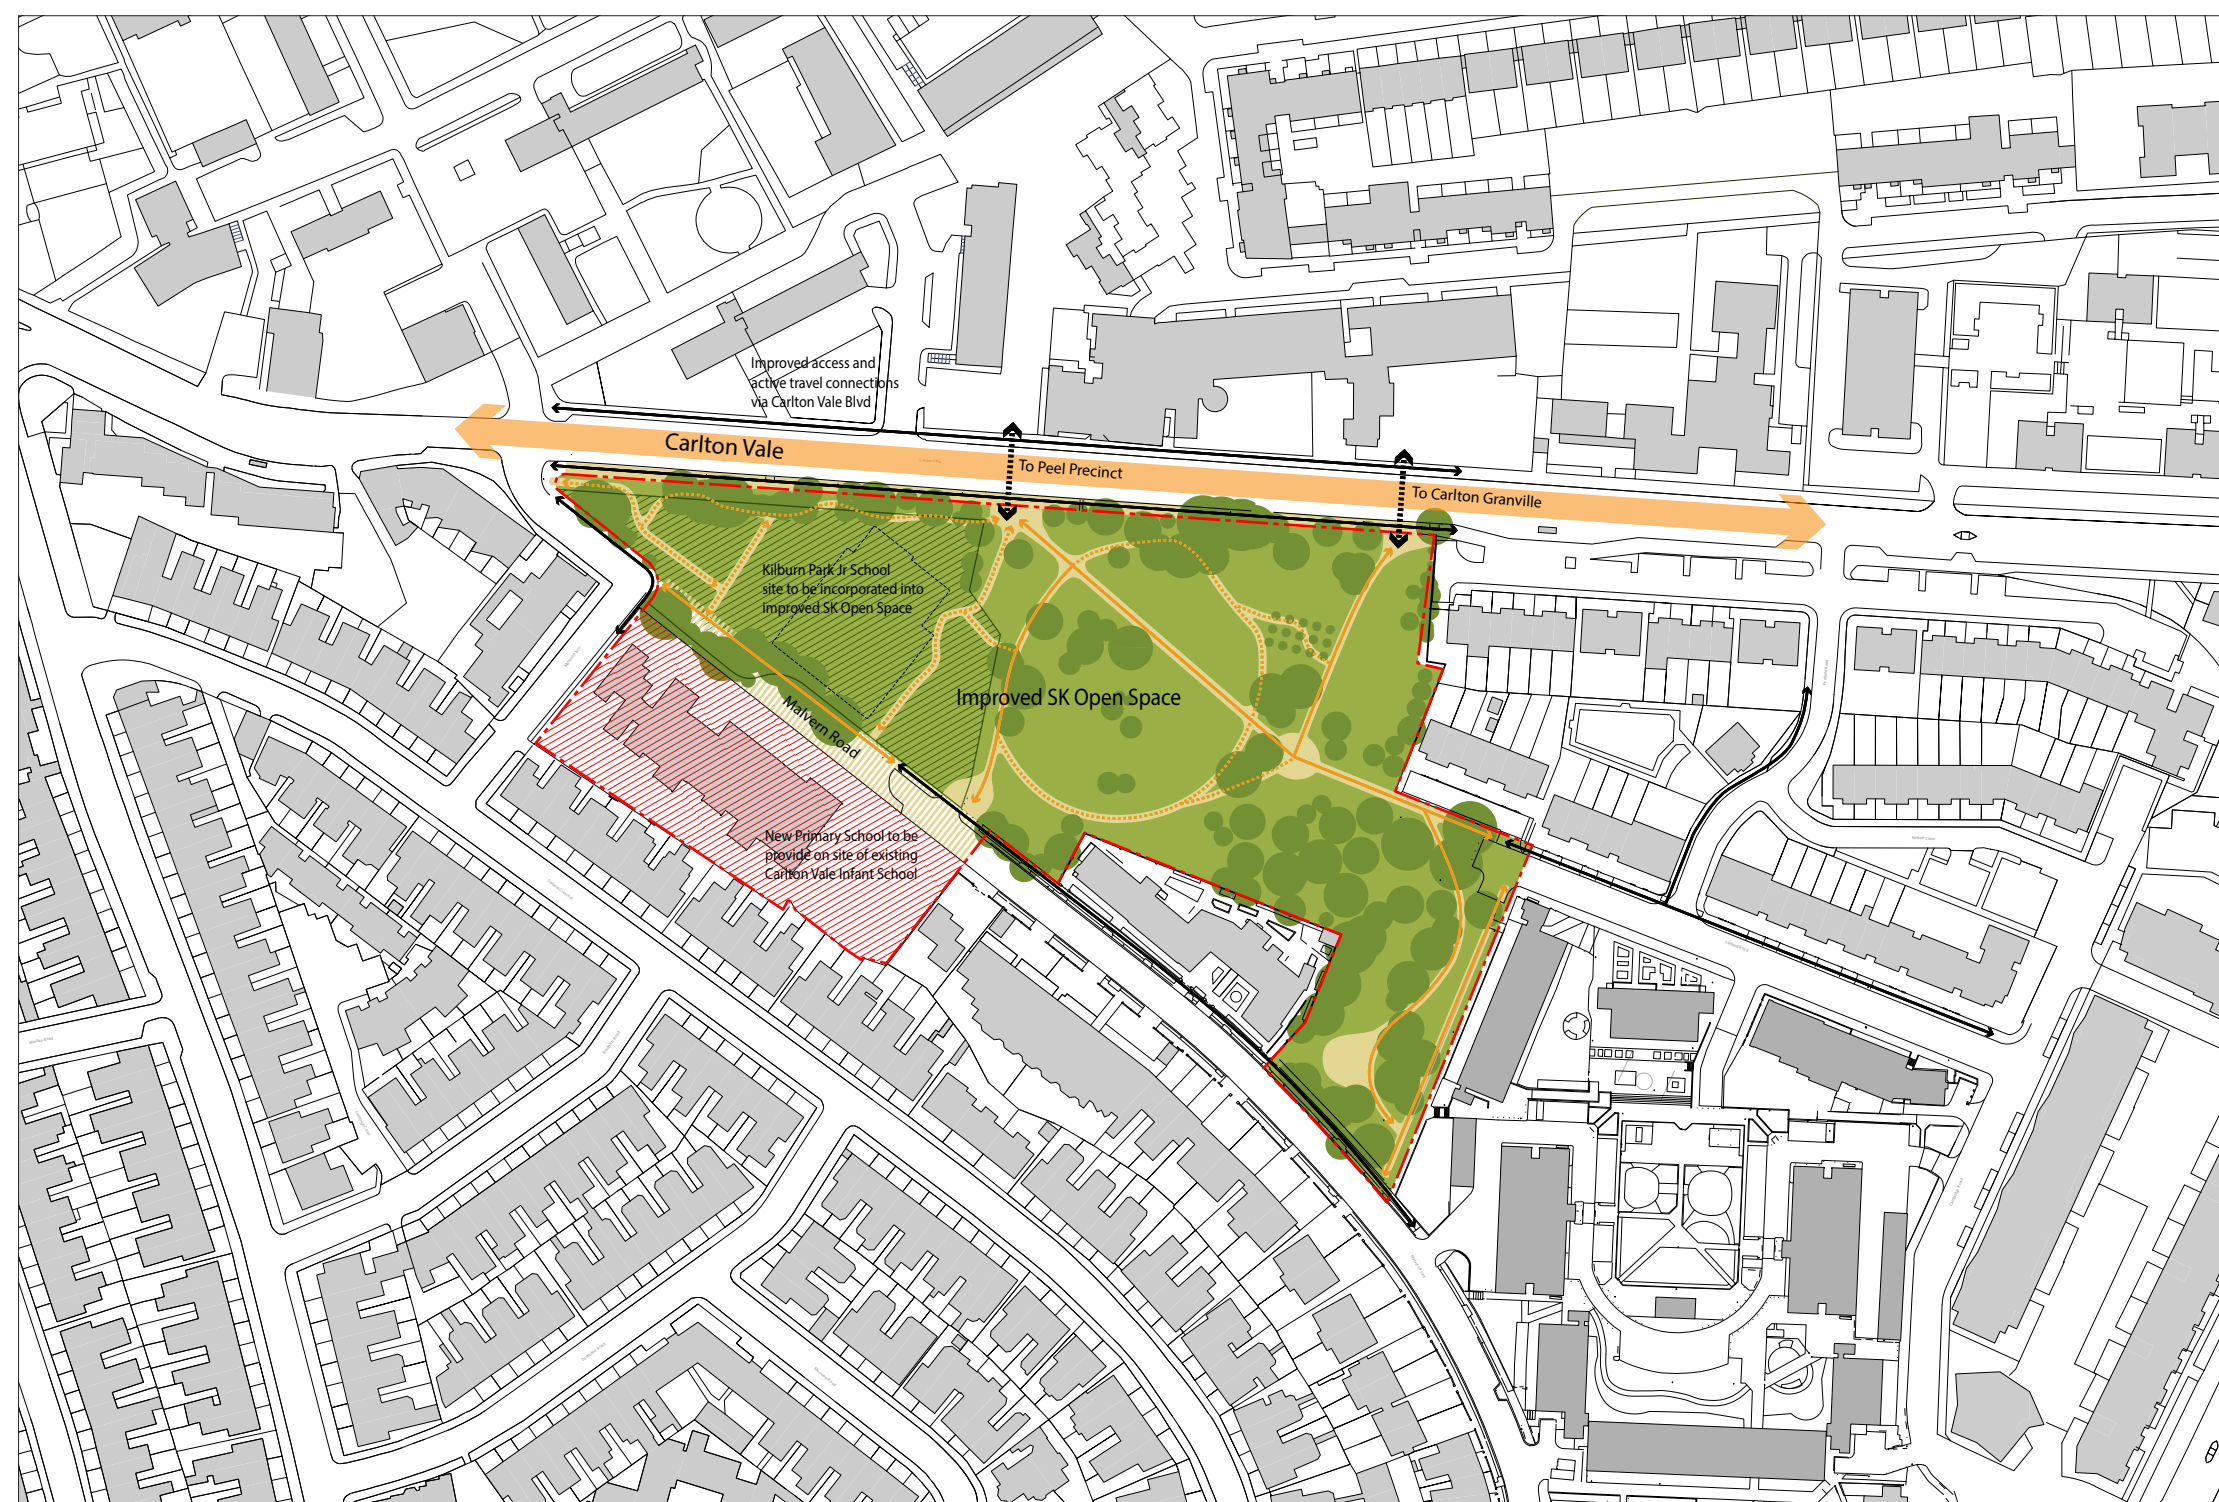 Improved access and
active travel connections
via Carlton Vale Blvd
Carlton Vale
To Peel Precinct
To Carlton Granville
Kilburn Park Jr School
site to be incorporated into
improved SK Open Space
Improved SK Open Space
Malvern Road
New Primary School to be
provide on site of existing
Carlton Vale Infant School